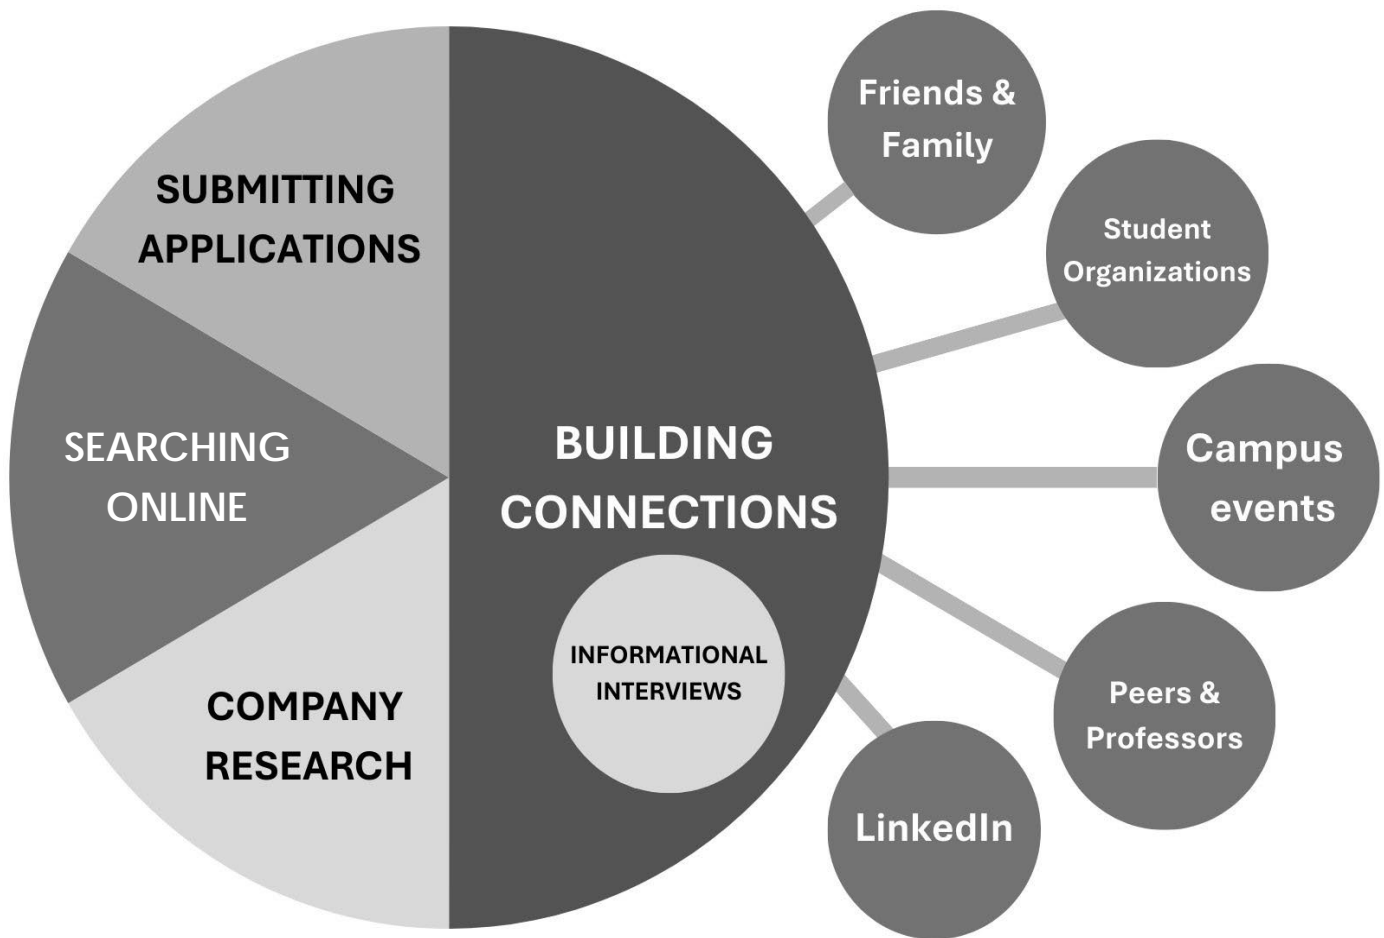 SUBMITTING
APPLICATIONS
SEARCHING
ONLINE
COMPANY
RESEARCH
BUILDING
CONNECTIONS
INFORMATIONAL
INTERVIEWS
Friends &
Family
Student
Organizations
Campus
events
Peers &
Professors
LinkedIn